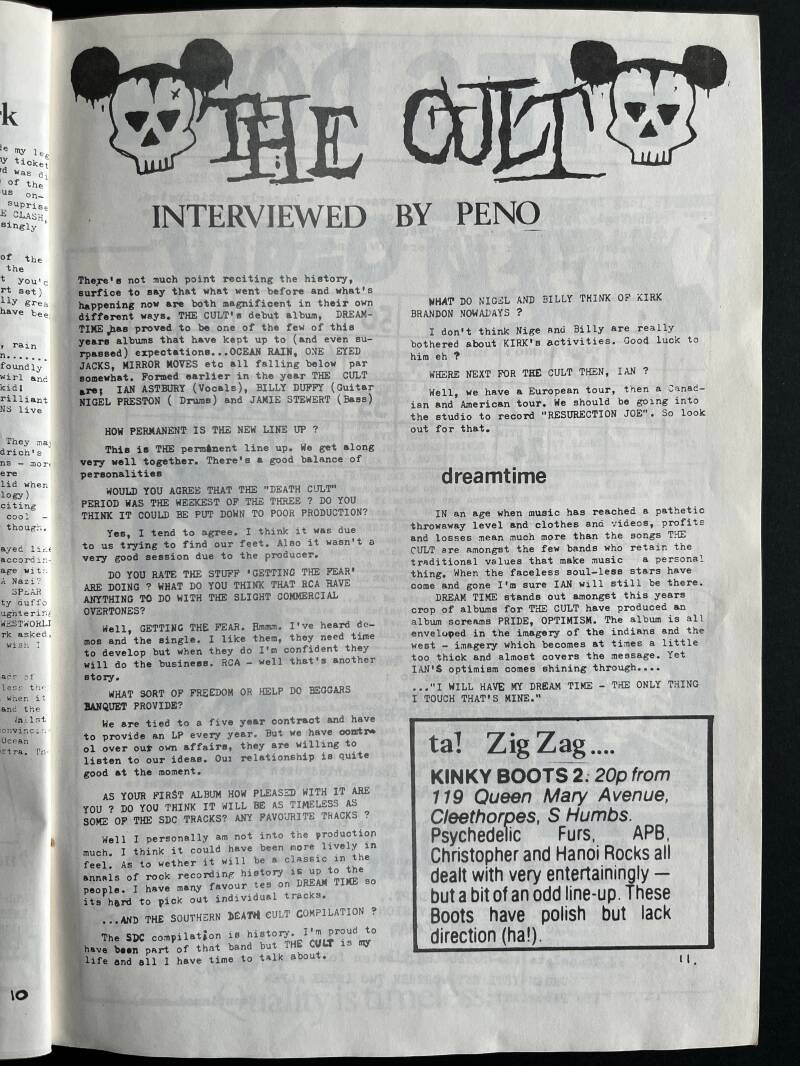 THE CULT
INTERVIEWED BY PENO
There's not much point reciting the history,
surfice to say that what went before and what's
happening now are both magnificent in their own
different ways. THE CULT'S debut album, DREAM-
TIME has proved to be one of the few of this
years albums that have kept up to (and even su-
rpassed) expectations...OCEAN RAIN, ONE EYED
JACKS, MIRROR MOVES etc all falling below par
somewhat. Formed earlier in the year THE CULT
are; IAN ASTBURY (Vocals), BILLY DUFFY (Guitar
NIGEL PRESTON ( Drums) and JAMIE STEWERT (Bass)
HOW PERMANENT IS THE NEW LINE UP ?
This is THE permanent line up. We get along
very well together. There's a good balance of
personalities
WOULD YOU AGREE THAT THE "DEATH CULT"
PERIOD WAS THE WEEKEST OF THE THREE ? DO YOU
THINK IT COULD BE PUT DOWN TO POOR PRODUCTION?
Yes, I tend to agree. I think it was due
to us trying to find our feet. Also it wasn't a
very good session due to the producer.
DO YOU RATE THE STUFF 'GETTING THE FEAR'
ARE DOING ? WHAT DO YOU THINK THAT RCA HAVE
ANYTHING TO DO WITH THE SLIGHT COMMERCIAL
OVERTONES?
Well, GETTING THE FEAR. Hmmm. I've heard de-
mos and the single. I like them, they need time
to develop but when they do I'm confident they
will do the business. RCA - well that's another
story.
WHAT SORT OF FREEDOM OR HELP DO BEGGARS
BANQUET PROVIDE?
We are tied to a five year contract and have
to provide an LP every year. But we have contr-
ol over our own affairs, they are willing to
listen to our ideas. Our relationship is quite
good at the moment.
AS YOUR FIRST ALBUM HOW PLEASED WITH IT ARE
YOU ? DO YOU THINK IT WILL BE AS TIMELESS AS
SOME OF THE SDC TRACKS? ANY FAVOURITE TRACKS ?
Well I personally am not into the production
much. I think it could have been more lively in
feel. As to wether it will be a classic in the
annals of rock recording history is up to the
people. I have many favour tes on DREAM TIME so
its hard to pick out individual tracks.
...AND THE SOUTHERN DEATH CULT COMPILATION ?
The SDC compilation is history. I'm proud to
have been part of that band but THE CULT is my
life and all I have time to talk about.
WHAT DO NIGEL AND BILLY THINK OF KIRK
BRANDON NOWADAYS ?
I don't think Nige and Billy are really
bothered about KIRK's activities. Good luck to
him eh ?
WHERE NEXT FOR THE CULT THEN, IAN ?
Well, we have a European tour, then a Canad-
ian and American tour. We should be going into
the studio to record "RESURECTION JOE". So look
out for that.
dreamtime
IN an age when music has reached a pathetic
throwaway level and clothes and videos, profits
and losses mean much more than the songs THE
CULT are amongst the few bands who retain the
traditional values that make music a personal
thing. When the faceless soul-less stars have
come and gone I'm sure IAN will still be there.
DREAM TIME stands out amongst this years
crop of albums for THE CULT have produced an
album screams PRIDE, OPTIMISM. The album is all
enveloped in the imagery of the indians and the
west - imagery which becomes at times a little
too thick and almost covers the message. Yet
IAN'S optimism comes shining through....
..."I WILL HAVE MY DREAM TIME - THE ONLY THING
I TOUCH THAT'S MINE."
ta! Zig Zag....
KINKY BOOTS 2. 20p from
119 Queen Mary Avenue,
Cleethorpes, S Humbs.
Psychedelic Furs, APB,
Christopher and Hanoi Rocks all
dealt with very entertainingly —
but a bit of an odd line-up. These
Boots have polish but lack
direction (ha!).
11.
10